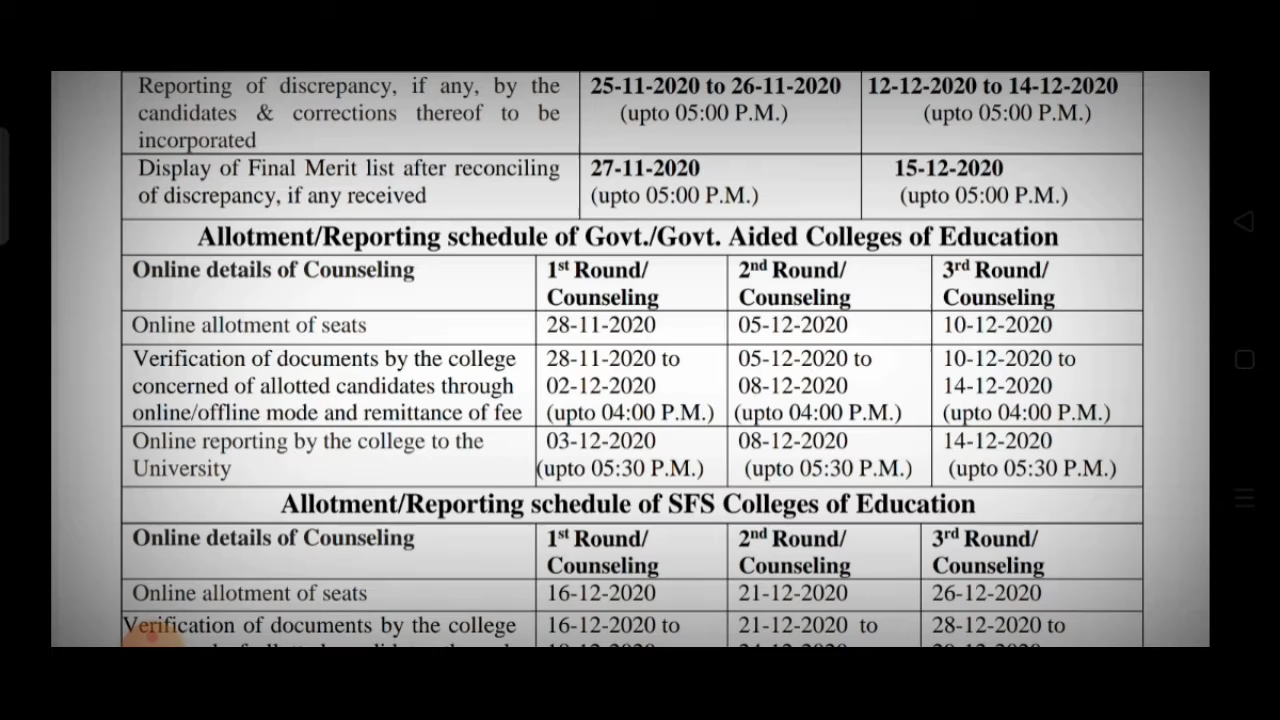 Reporting of discrepancy, if any, by the 25-11-2020 to 26-11-2020 12-12-2020 to 14-12-2020
candidates & corrections thereof to be (upto 05:00 P.M.) (upto 05:00 P.M.)
incorporated
Display of Final Merit list after reconciling 27-11-2020 15-12-2020
of discrepancy, if any received (upto 05:00 P.M.) (upto 05:00 P.M.)
Allotment/Reporting schedule of Govt./Govt. Aided Colleges of Education
Online details of Counseling 1st Round/ 2nd Round/ 3rd Round/
Counseling Counseling Counseling
Online allotment of seats 28-11-2020 05-12-2020 10-12-2020
Verification of documents by the college 28-11-2020 to 05-12-2020 to 10-12-2020 to
concerned of allotted candidates through 02-12-2020 08-12-2020 14-12-2020
online/offline mode and remittance of fee (upto 04:00 P.M.) (upto 04:00 P.M.) (upto 04:00 P.M.)
Online reporting by the college to the 03-12-2020 08-12-2020 14-12-2020
University (upto 05:30 P.M.) (upto 05:30 P.M.) (upto 05:30 P.M.)
Allotment/Reporting schedule of SFS Colleges of Education
Online details of Counseling 1st Round/ 2nd Round/ 3rd Round/
Counseling Counseling Counseling
Online allotment of seats 16-12-2020 21-12-2020 26-12-2020
Verification of documents by the college 16-12-2020 to 21-12-2020 to 28-12-2020 to